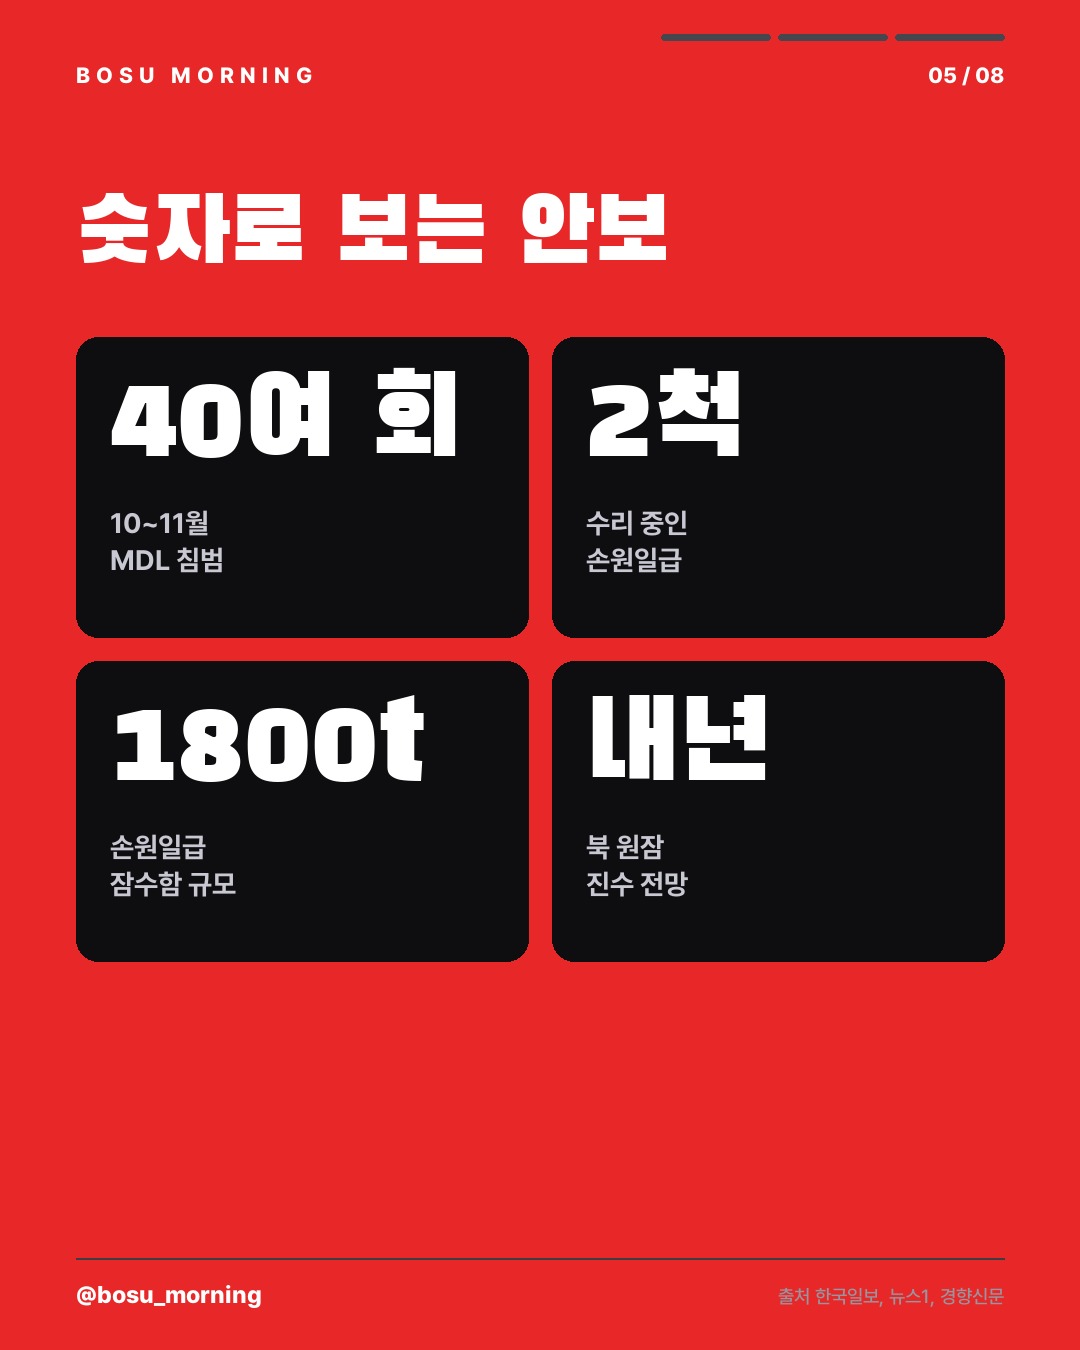 BOSU MORNING
05 / 08
숫자로 보는 안보
40여 회
10~11월
MDL 침범
2척
수리 중인
손원일급
1800t
손원일급
잠수함 규모
내년
북 원잠
진수 전망
@bosu_morning
출처 한국일보, 뉴스1, 경향신문